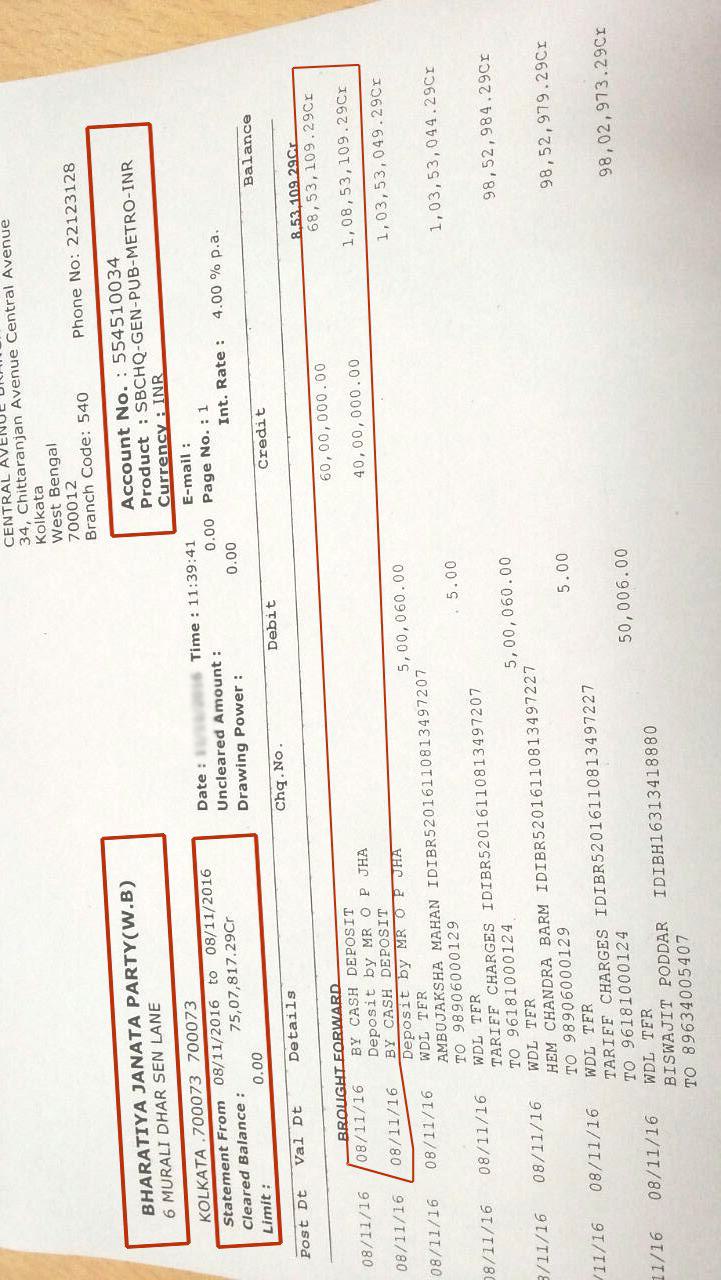 34, Chittaranjan Avenue Central Avenue
Kolkata
West Bengal
700012
Branch Code: 540 Phone No: 22123128
Account No. : 554510034
Product : SBCHQ-GEN-PUB-METRO-INR
Currency : INR
BHARATIYA JANATA PARTY(W.B)
6 MURALI DHAR SEN LANE
KOLKATA .700073 700073
Date : Time : 11:39:41 E-mail :
Statement From 08/11/2016 to 08/11/2016 Uncleared Amount : 0.00 Page No. : 1
Cleared Balance : 75,07,817.29Cr Drawing Power : 0.00 Int. Rate : 4.00 % p.a.
Limit : 0.00
Post Dt Val Dt Details Chq.No. Debit Credit Balance
BROUGHT FORWARD 8,53,109.29Cr
08/11/16 08/11/16 BY CASH DEPOSIT 60,00,000.00 68,53,109.29Cr
Deposit by MR O P JHA
08/11/16 08/11/16 BY CASH DEPOSIT 40,00,000.00 1,08,53,109.29Cr
Deposit by MR O P JHA
08/11/16 08/11/16 WDL TFR 5,00,060.00 1,03,53,049.29Cr
AMBUJAKSHA MAHAN IDIBR52016110813497207
TO 98906000129
08/11/16 08/11/16 WDL TFR 5.00 1,03,53,044.29Cr
TARIFF CHARGES IDIBR52016110813497207
TO 96181000124
/11/16 08/11/16 WDL TFR 5,00,060.00 98,52,984.29Cr
HEM CHANDRA BARM IDIBR52016110813497227
TO 98906000129
/11/16 08/11/16 WDL TFR 5.00 98,52,979.29Cr
TARIFF CHARGES IDIBR52016110813497227
TO 96181000124
/11/16 08/11/16 WDL TFR 50,006.00 98,02,973.29Cr
BISWAJIT PODDAR IDIBH16313418880
TO 89634005407